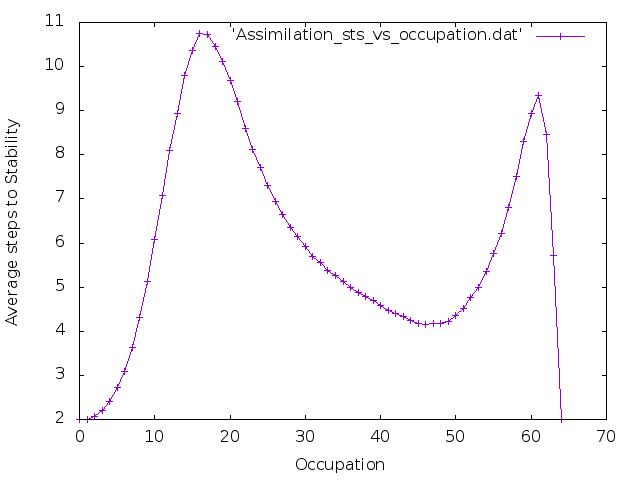 11
10
9
8
7
6
5
4
3
2
0 10 20 30 40 50 60 70
Average steps to Stability
Occupation
'Assimilation_sts_vs_occupation.dat'